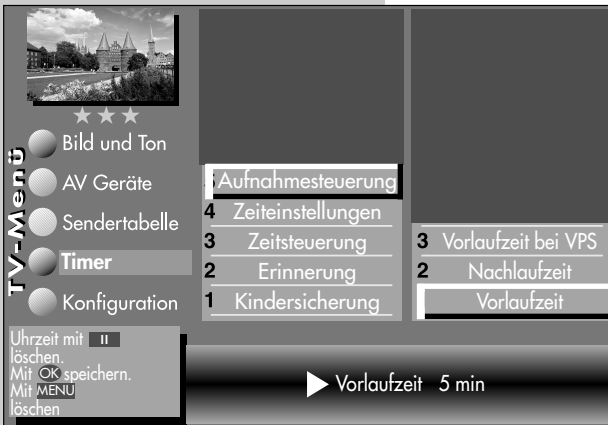 TV-Menü
Bild und Ton
AV Geräte
Sendertabelle
Timer
Konfiguration
Uhrzeit mit II
löschen.
Mit OK speichern.
Mit MENU
löschen
5 Aufnahmesteuerung
4 Zeiteinstellungen
3 Zeitsteuerung
2 Erinnerung
1 Kindersicherung
3 Vorlaufzeit bei VPS
2 Nachlaufzeit
Vorlaufzeit
Vorlaufzeit 5 min